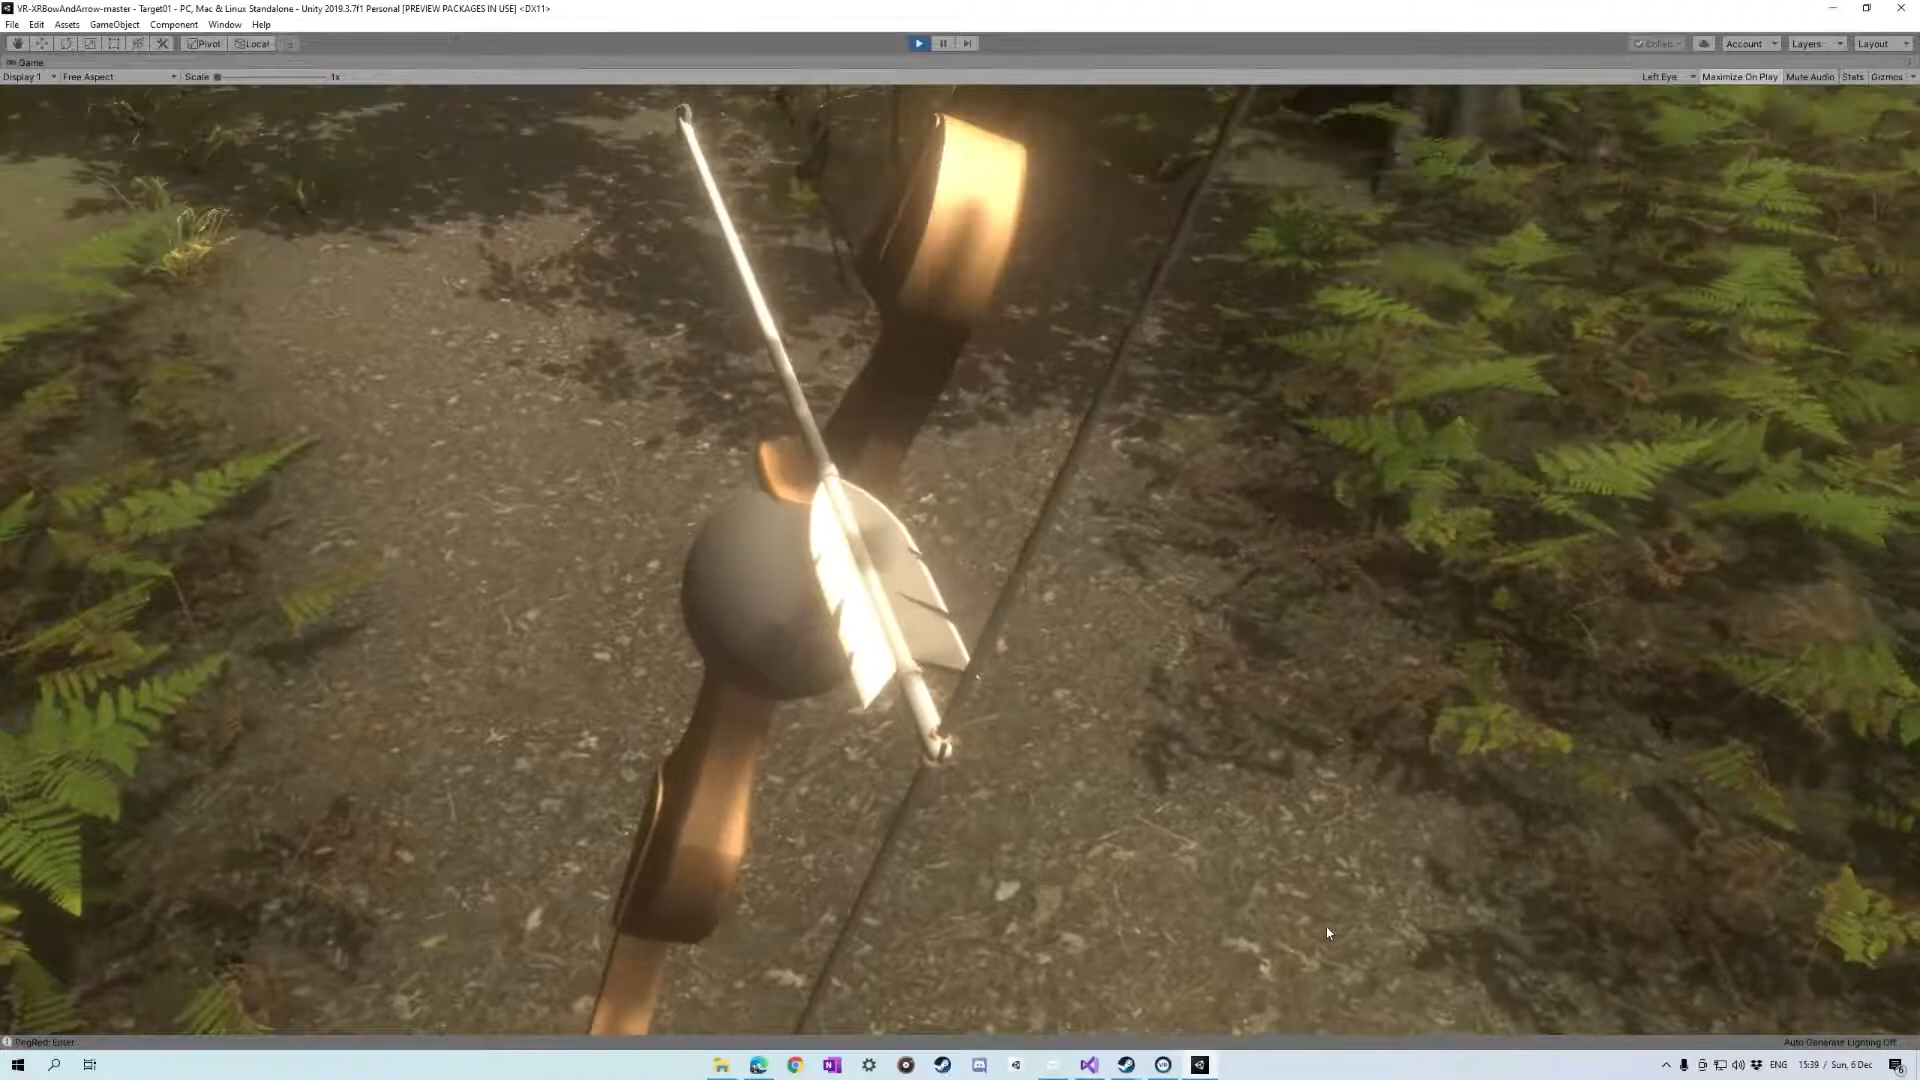 VR-XRBowAndArrow-master - Target01 - PC, Mac & Linux Standalone - Unity 2019.3.7f1 Personal [PREVIEW PACKAGES IN USE] <DX11>
File Edit Assets GameObject Component Window Help
Pivot Local Collab Account Layers Layout
Game
Display 1 Free Aspect Scale 1x Left Eye Maximize On Play Mute Audio Stats Gizmos
PegRed: Enter... Auto Generate Lighting Off
ENG 15:39 / Sun, 6 Dec